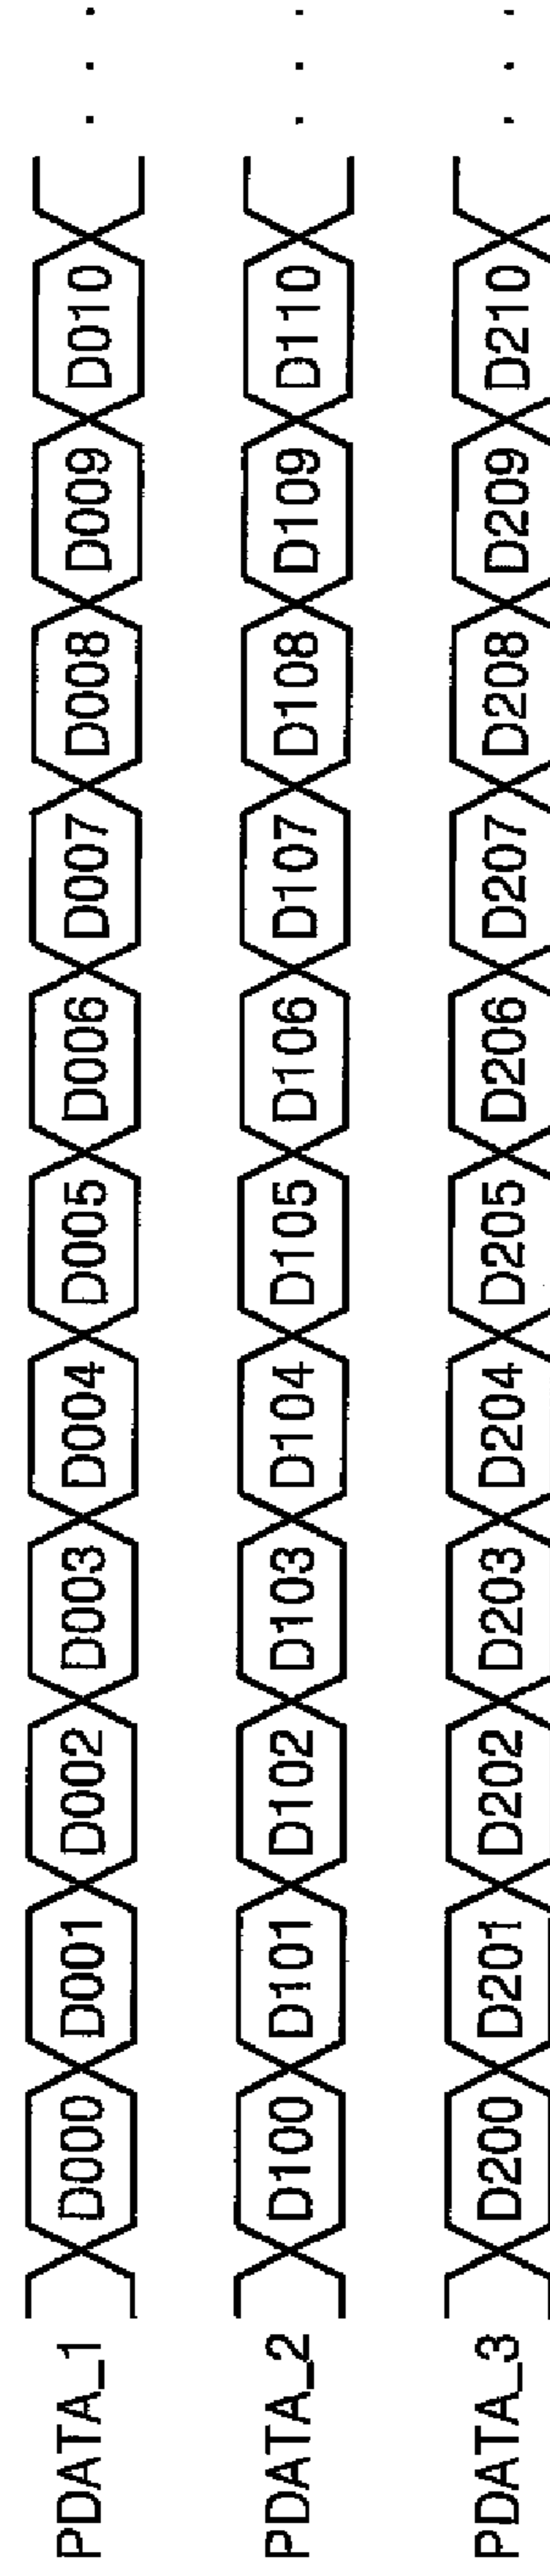 PDATA_1 D000 D001 D002 D003 D004 D005 D006 D007 D008 D009 D010 . . .
PDATA_2 D100 D101 D102 D103 D104 D105 D106 D107 D108 D109 D110 . . .
PDATA_3 D200 D201 D202 D203 D204 D205 D206 D207 D208 D209 D210 . . .